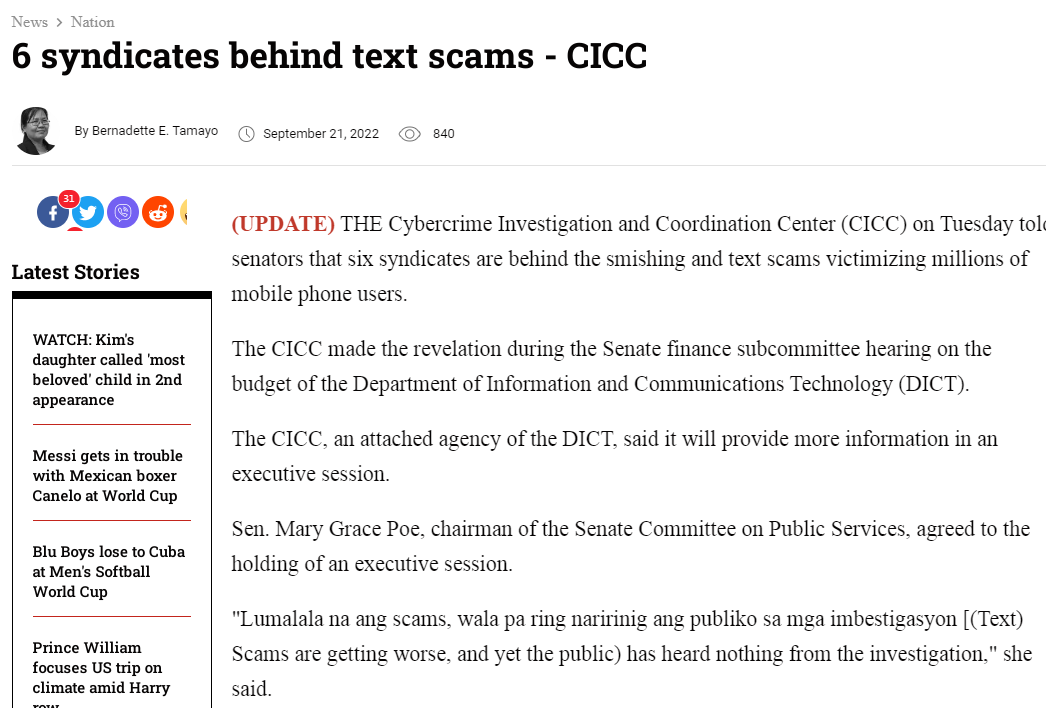 News > Nation
6 syndicates behind text scams - CICC
By Bernadette E. Tamayo
September 21, 2022
840
31
Latest Stories
WATCH: Kim's
daughter called 'most
beloved' child in 2nd
appearance
Messi gets in trouble
with Mexican boxer
Canelo at World Cup
Blu Boys lose to Cuba
at Men's Softball
World Cup
Prince William
focuses US trip on
climate amid Harry
row
(UPDATE) THE Cybercrime Investigation and Coordination Center (CICC) on Tuesday told
senators that six syndicates are behind the smishing and text scams victimizing millions of
mobile phone users.
The CICC made the revelation during the Senate finance subcommittee hearing on the
budget of the Department of Information and Communications Technology (DICT).
The CICC, an attached agency of the DICT, said it will provide more information in an
executive session.
Sen. Mary Grace Poe, chairman of the Senate Committee on Public Services, agreed to the
holding of an executive session.
"Lumalala na ang scams, wala pa ring naririnig ang publiko sa mga imbestigasyon [(Text)
Scams are getting worse, and yet the public) has heard nothing from the investigation," she
said.